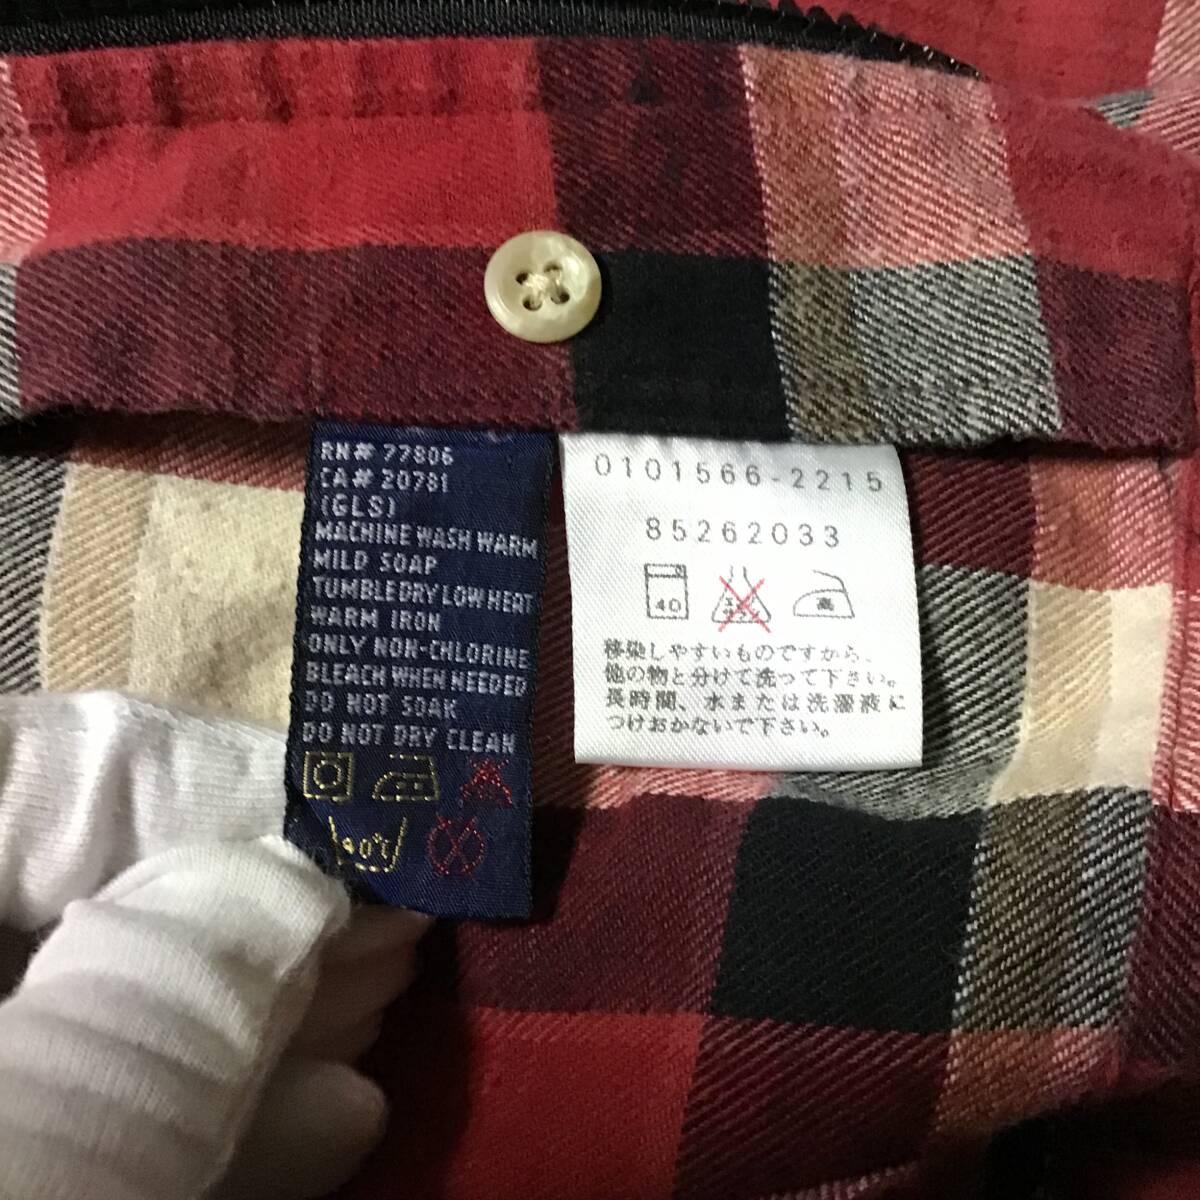 RN# 77806
CA# 20781
(GLS)
MACHINE WASH WARM
MILD SOAP
TUMBLE DRY LOW HEAT
WARM IRON
ONLY NON-CHLORINE
BLEACH WHEN NEEDED
DO NOT SOAK
DO NOT DRY CLEAN
40℃
0101566-2215
85262033
40
エンソ
高
移染しやすいものですから、
他の物と分けて洗って下さい。
長時間、水または洗濯液に
つけおかないで下さい。